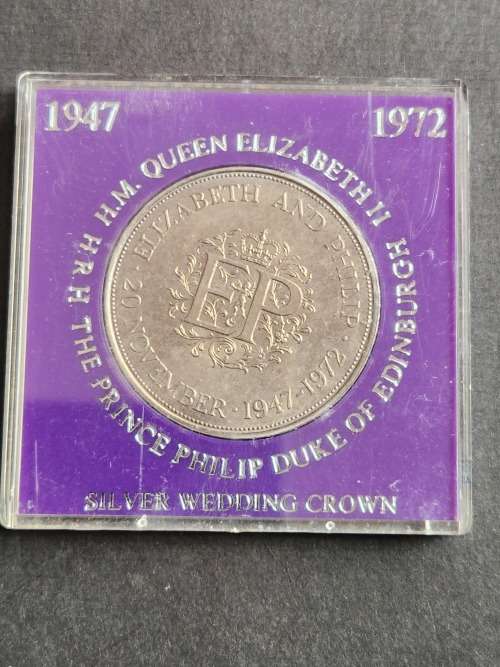 1947 1972
H.M. QUEEN ELIZABETH II
H R H THE PRINCE PHILIP DUKE OF EDINBURGH
ELIZABETH AND PHILIP
20 NOVEMBER · 1947-1972 ·
EP
SILVER WEDDING CROWN